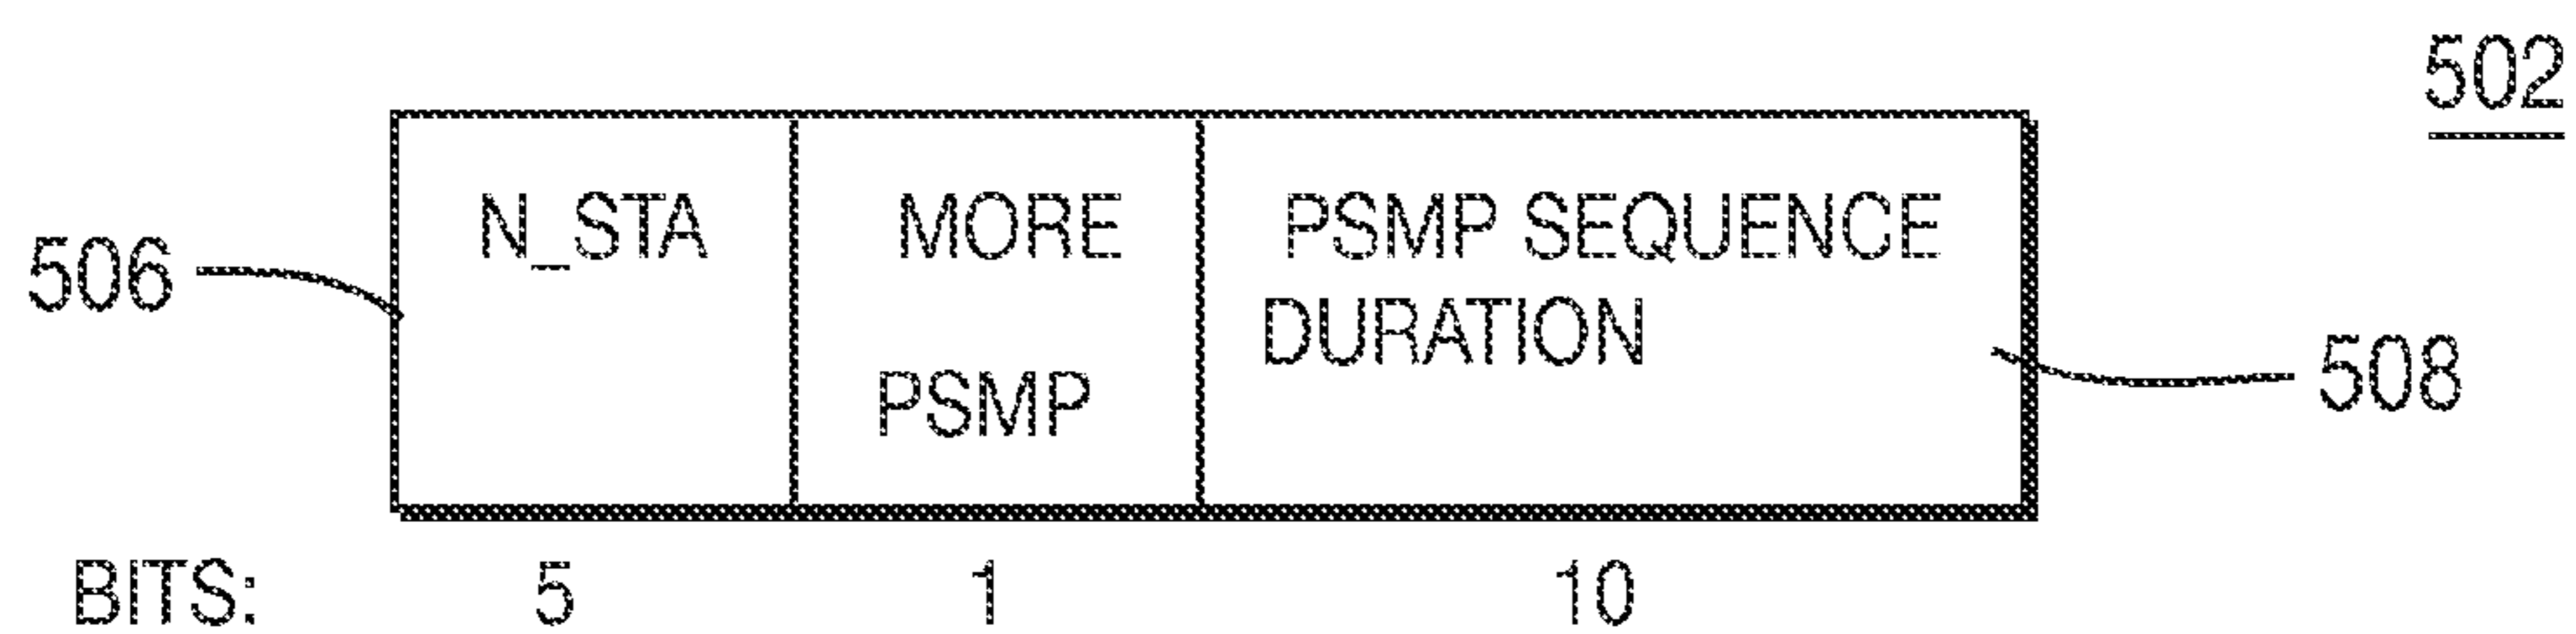 502
N_STA MORE PSMP SEQUENCE
506 DURATION
PSMP 508
BITS: 5 1 10